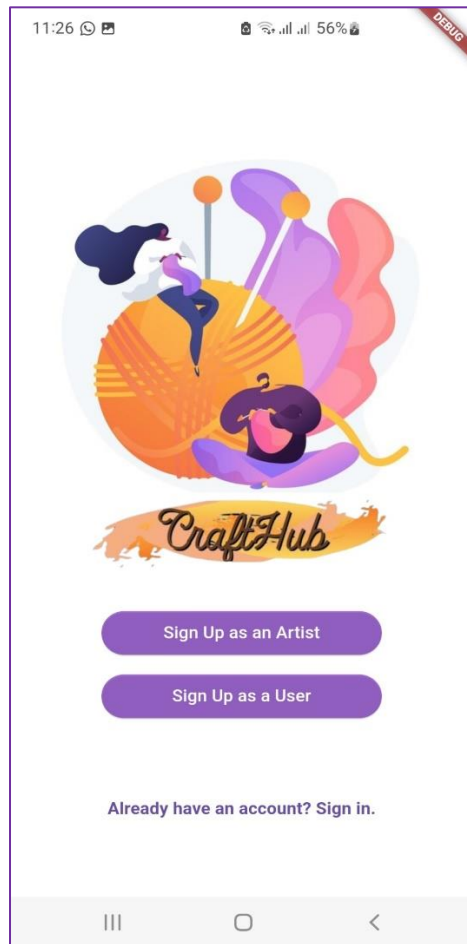 11:26 56%
DEBUG
CraftHub
Sign Up as an Artist
Sign Up as a User
Already have an account? Sign in.